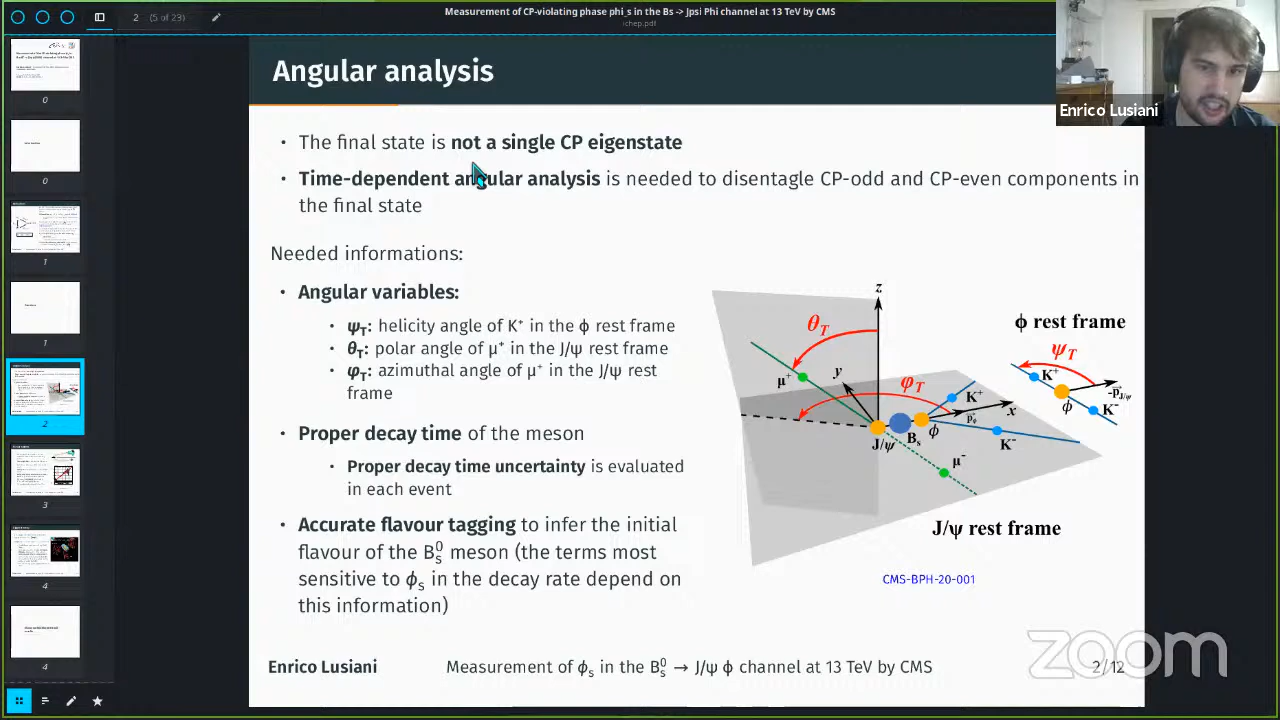 2 (5 of 23)
Measurement of CP-violating phase phi_s in the Bs -> Jpsi Phi channel at 13 TeV by CMS
ichep.pdf
Enrico Lusiani
Angular analysis
• The final state is not a single CP eigenstate
• Time-dependent angular analysis is needed to disentagle CP-odd and CP-even components in
the final state
Needed informations:
• Angular variables:
• ψT: helicity angle of K⁺ in the ϕ rest frame
• θT: polar angle of μ⁺ in the J/ψ rest frame
• φT: azimuthal angle of μ⁺ in the J/ψ rest
frame
• Proper decay time of the meson
• Proper decay time uncertainty is evaluated
in each event
• Accurate flavour tagging to infer the initial
flavour of the B⁰s meson (the terms most
sensitive to ϕs in the decay rate depend on
this information)
z
θT
ϕ rest frame
ψT
μ⁺
y
φT
K⁺
K⁺
-p⃗J/ψ
x
p⃗ϕ
ϕ
K⁻
J/ψ
Bs
ϕ
K⁻
μ⁻
J/ψ rest frame
CMS-BPH-20-001
Enrico Lusiani
Measurement of ϕs in the B⁰s → J/ψ ϕ channel at 13 TeV by CMS
2/12
zoom
0
0
1
1
2
3
4
4